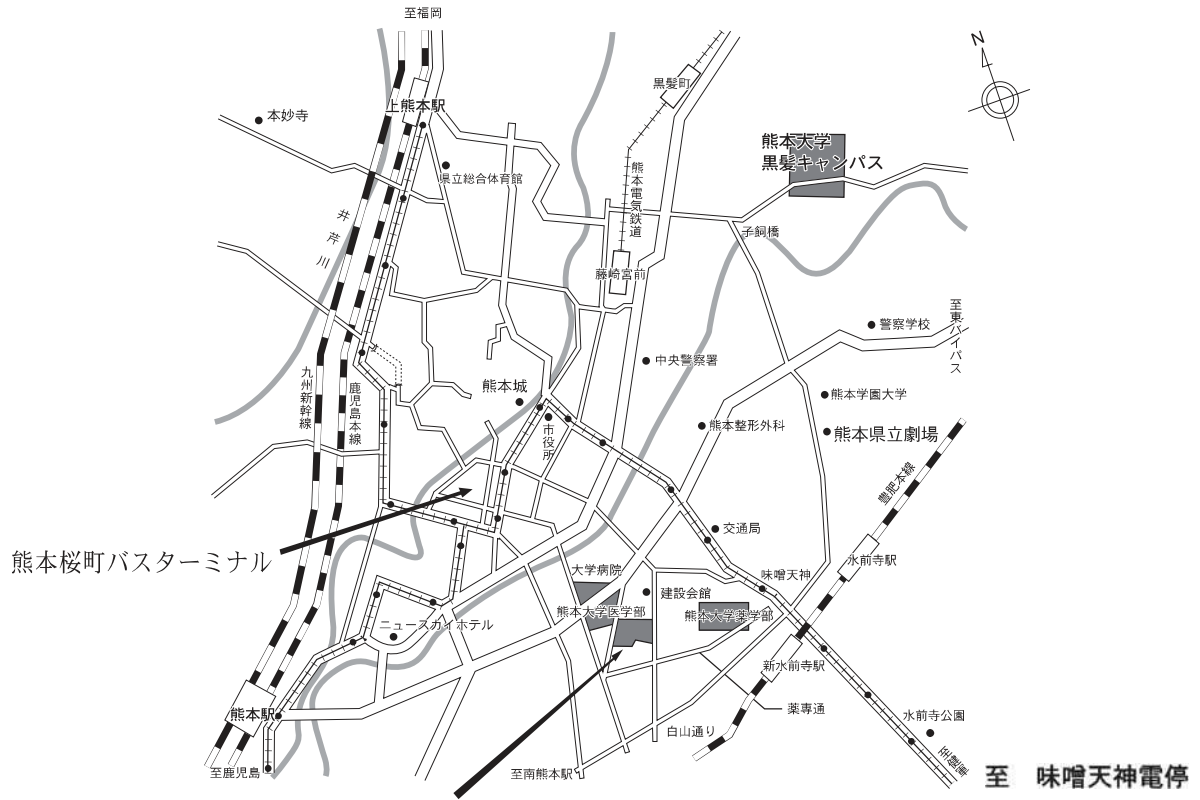 至福岡
N
黒髪町
上熊本駅
本妙寺
熊本大学
黒髪キャンパス
県立総合体育館
熊本電気鉄道
井芹川
子飼橋
藤崎宮前
至東バイパス
警察学校
中央警察署
九州新幹線
鹿児島本線
熊本城
熊本学園大学
市役所
熊本整形外科
熊本県立劇場
豊肥本線
交通局
熊本桜町バスターミナル
水前寺駅
大学病院
味噌天神
建設会館
熊本大学医学部
熊本大学薬学部
ニュースカイホテル
新水前寺駅
熊本駅
薬専通
水前寺公園
白山通り
至健軍
至鹿児島
至南熊本駅
至 味噌天神電停